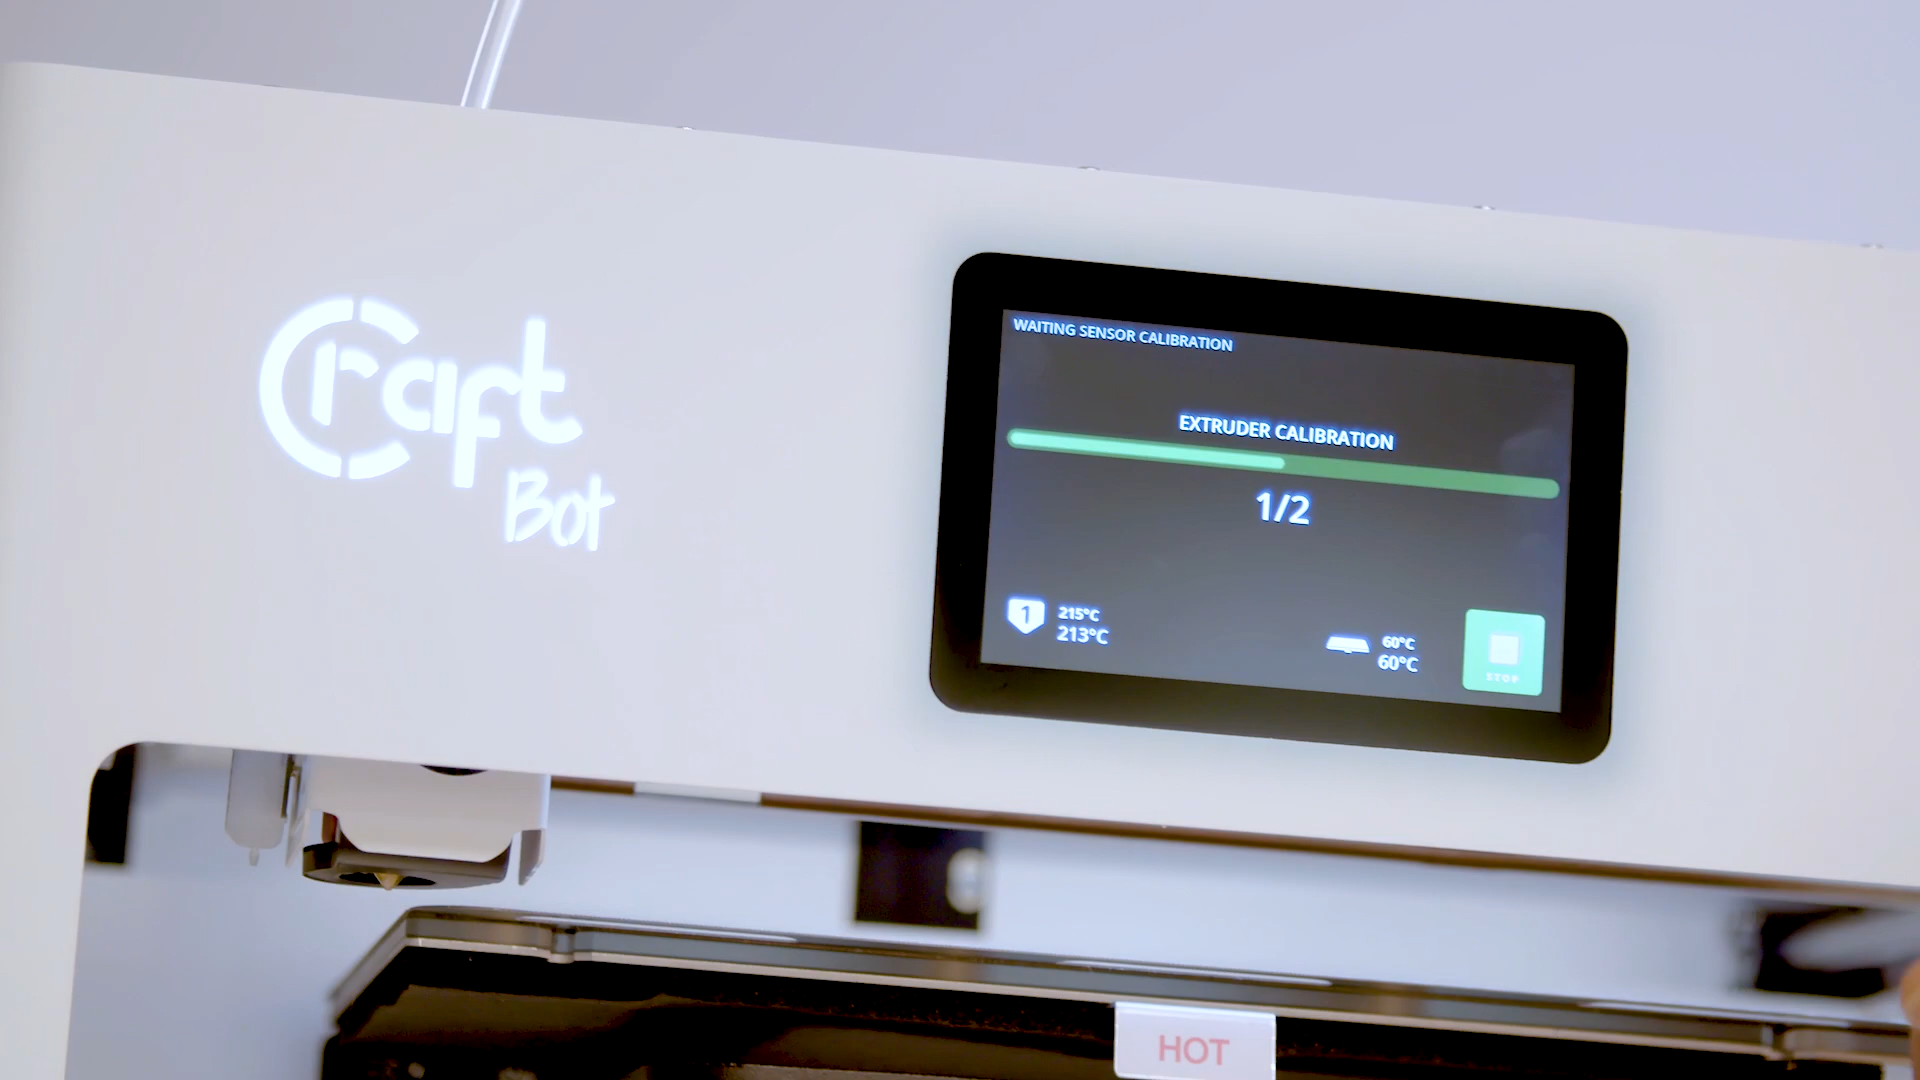 Craft
Bot
WAITING SENSOR CALIBRATION
EXTRUDER CALIBRATION
1/2
1
215°C
213°C
60°C
60°C
STOP
HOT